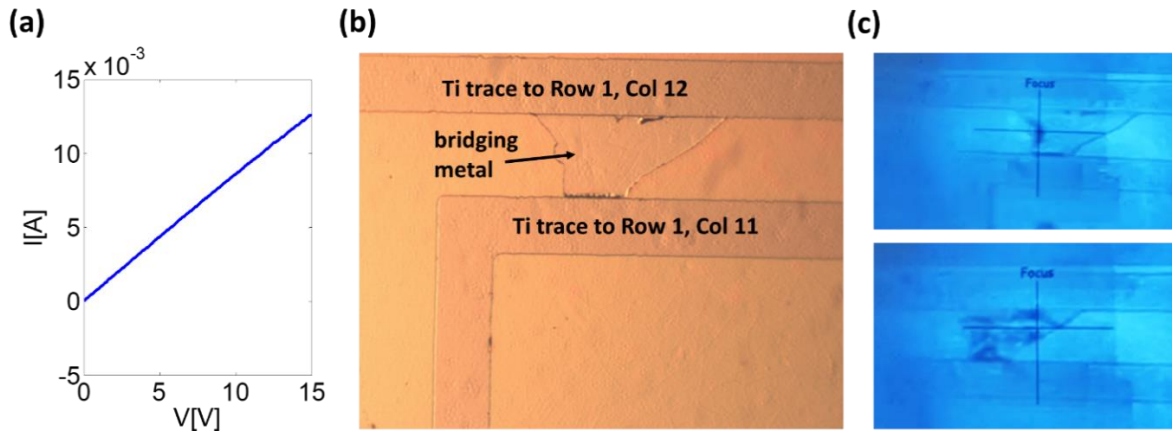 (a)
x 10⁻³
15
10
5
0
-5
I[A]
0
5
10
15
V[V]
(b)
Ti trace to Row 1, Col 12
bridging
metal
Ti trace to Row 1, Col 11
(c)
Focus
Focus